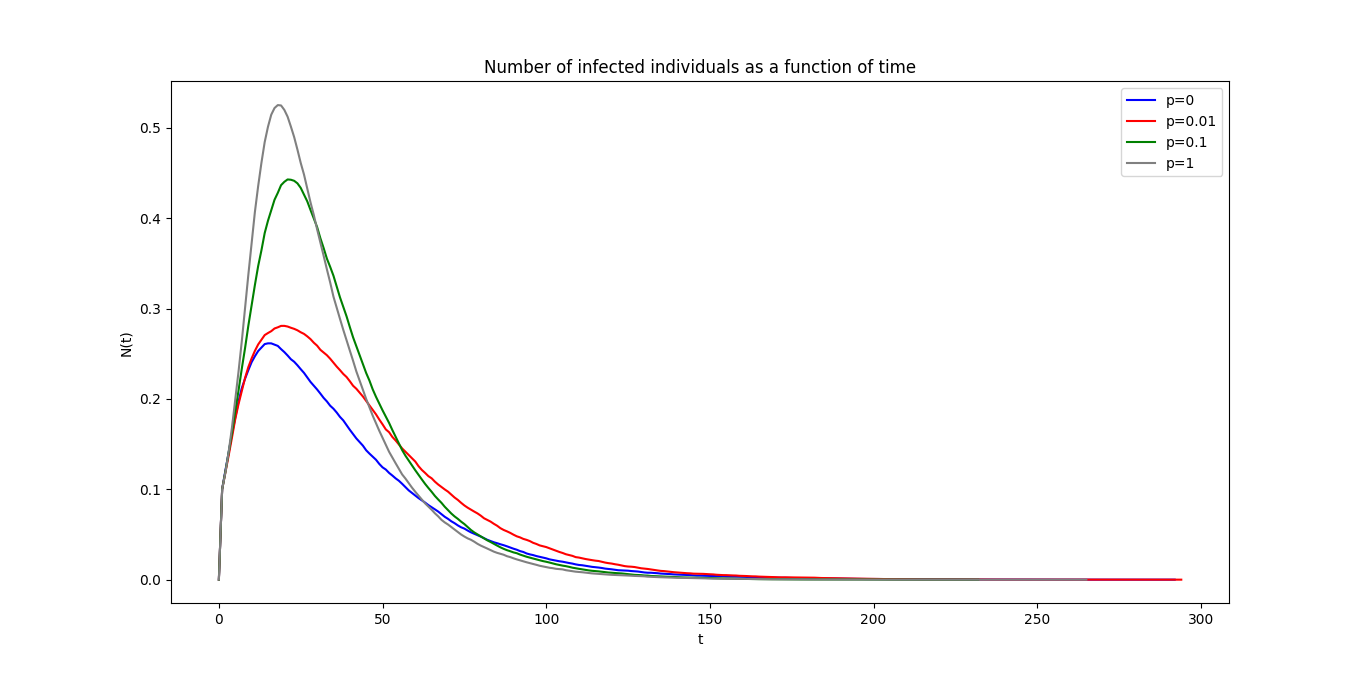 Number of infected individuals as a function of time
p=0
p=0.01
p=0.1
p=1
N(t)
0.5
0.4
0.3
0.2
0.1
0.0
0 50 100 150 200 250 300
t